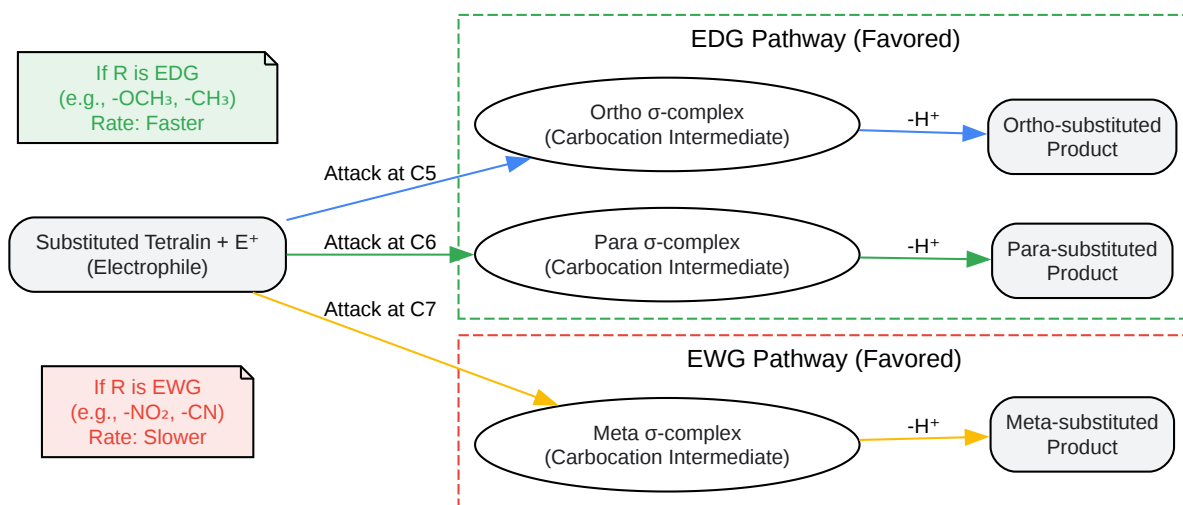 If R is EDG
(e.g., -OCH₃, -CH₃)
Rate: Faster
EDG Pathway (Favored)
Ortho σ-complex
(Carbocation Intermediate)
-H⁺
Ortho-substituted
Product
Attack at C5
Substituted Tetralin + E⁺
(Electrophile)
Attack at C6
Para σ-complex
(Carbocation Intermediate)
-H⁺
Para-substituted
Product
Attack at C7
EWG Pathway (Favored)
If R is EWG
(e.g., -NO₂, -CN)
Rate: Slower
Meta σ-complex
(Carbocation Intermediate)
-H⁺
Meta-substituted
Product